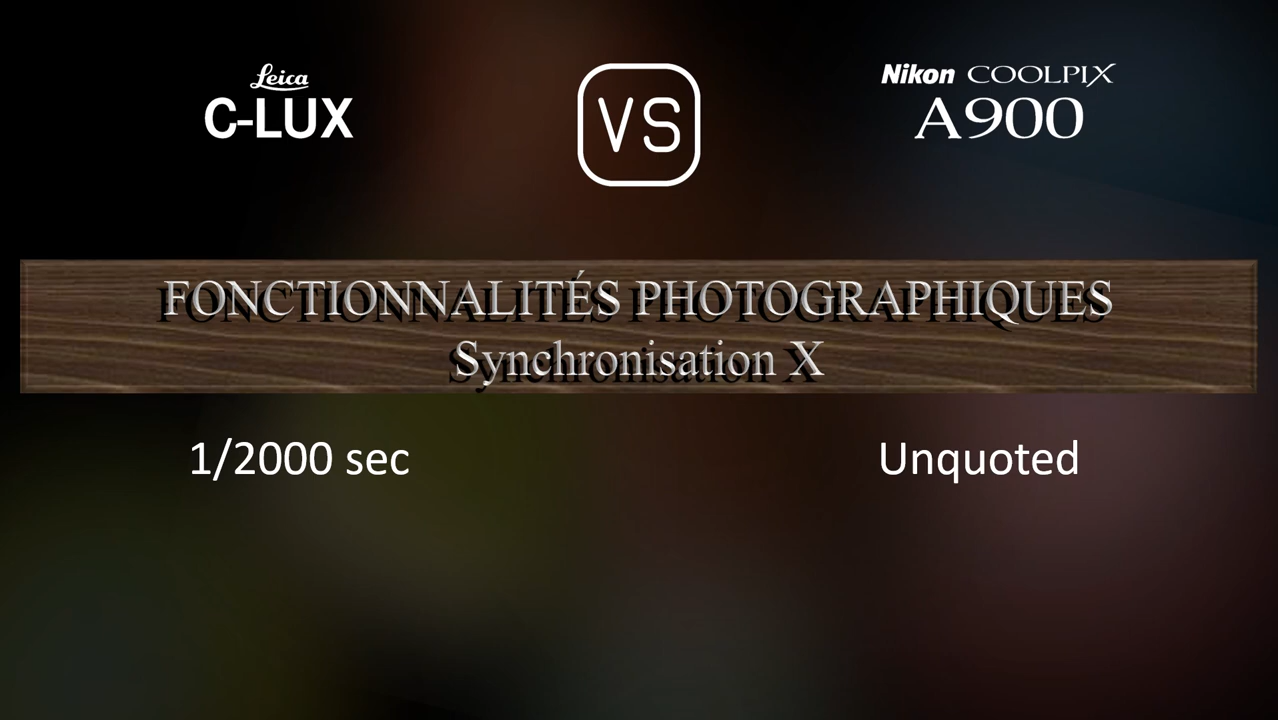 Leica
C-LUX
VS
Nikon COOLPIX
A900
FONCTIONNALITÉS PHOTOGRAPHIQUES
Synchronisation X
1/2000 sec
Unquoted